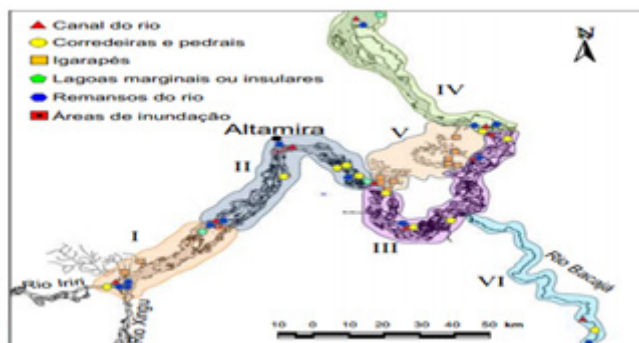 Canal do rio
Corredeiras e pedrais
Igarapés
Lagoas marginais ou insulares
Remansos do rio
Áreas de inundação
N
IV
Altamira
V
II
I
III
VI
Rio Bacajá
Rio Iriri
Rio Xingu
10 0 10 20 30 40 50 km